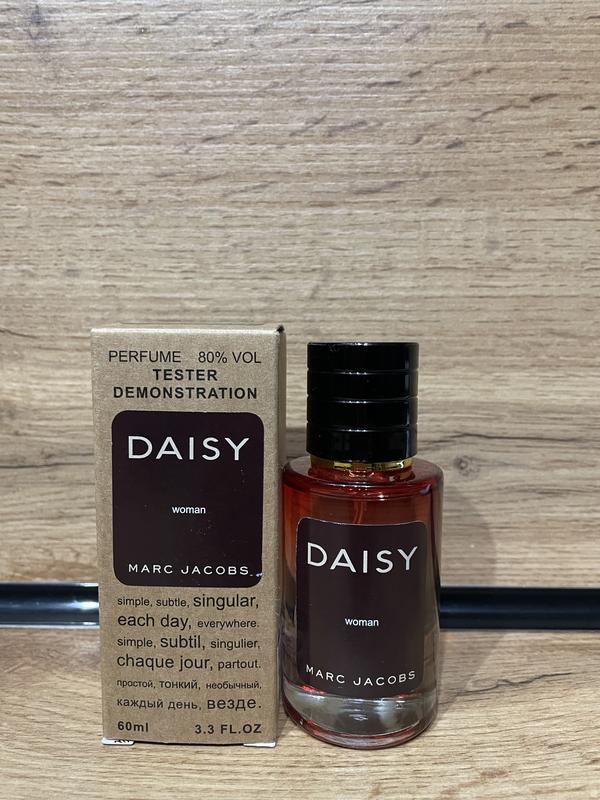 PERFUME 80% VOL
TESTER
DEMONSTRATION
DAISY
woman
MARC JACOBS
simple, subtle, singular,
each day, everywhere.
simple, subtil, singulier,
chaque jour, partout.
простой, тонкий, необычный,
каждый день, везде.
60ml 3.3 FL.OZ
DAISY
woman
MARC JACOBS